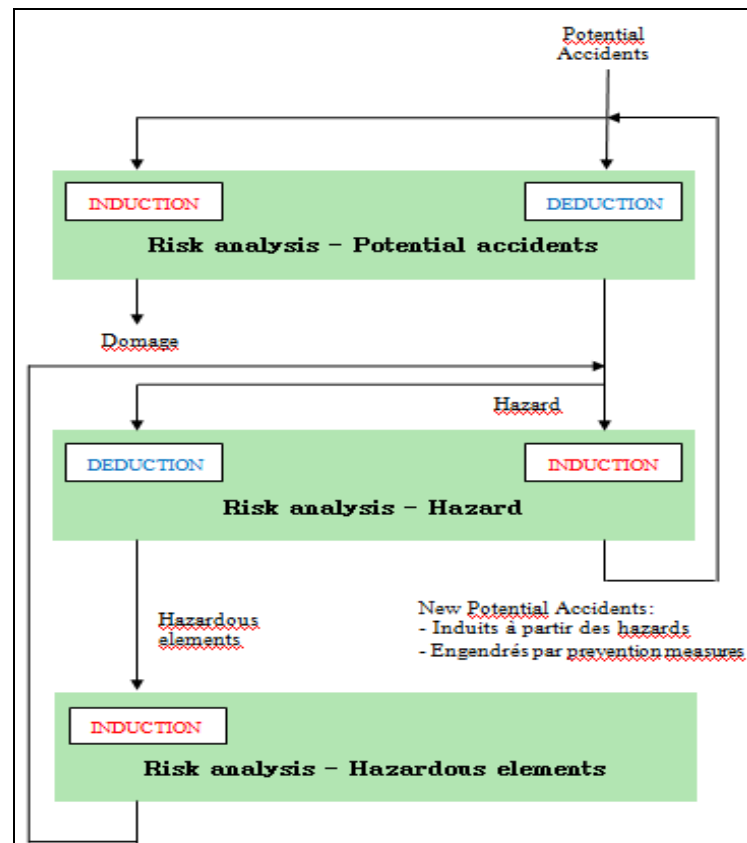 Potential
Accidents
INDUCTION
DEDUCTION
Risk analysis – Potential accidents
Domage
Hazard
DEDUCTION
INDUCTION
Risk analysis – Hazard
Hazardous
elements
New Potential Accidents:
- Induits á partir des hazards
- Engendrés par prevention measures
INDUCTION
Risk analysis – Hazardous elements